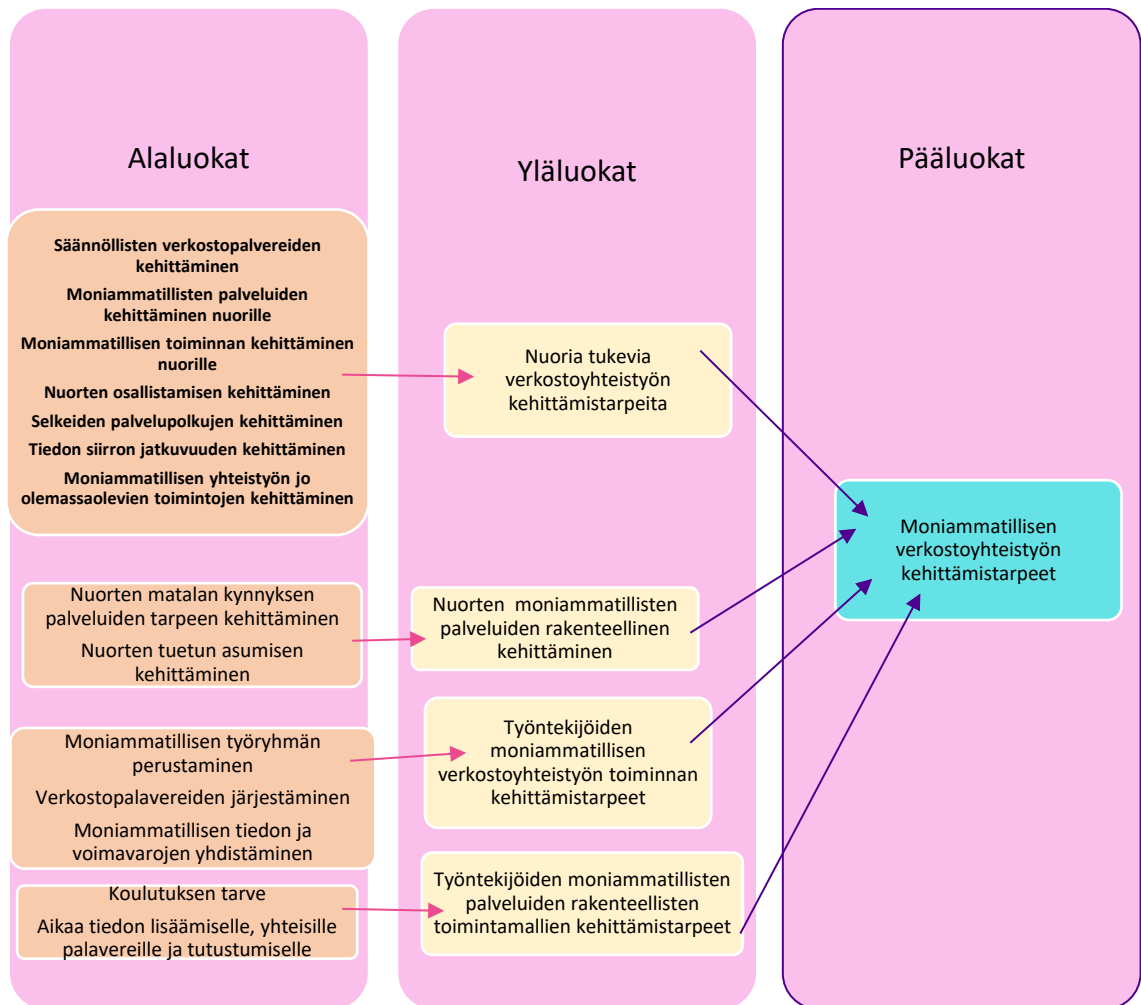 Alaluokat
Säännöllisten verkostopalvereiden
kehittäminen
Moniammatillisten palveluiden
kehittäminen nuorille
Moniammatillisen toiminnan kehittäminen
nuorille
Nuorten osallistamisen kehittäminen
Selkeiden palvelupolkujen kehittäminen
Tiedon siirron jatkuvuuden kehittäminen
Moniammatillisen yhteistyön jo
olemassaolevien toimintojen kehittäminen
Nuorten matalan kynnyksen
palveluiden tarpeen kehittäminen
Nuorten tuetun asumisen
kehittäminen
Moniammatillisen työryhmän
perustaminen
Verkostopalavereiden järjestäminen
Moniammatillisen tiedon ja
voimavarojen yhdistäminen
Koulutuksen tarve
Aikaa tiedon lisäämiselle, yhteisille
palavereille ja tutustumiselle
Yläluokat
Nuoria tukevia
verkostoyhteistyön
kehittämistarpeita
Nuorten moniammatillisten
palveluiden rakenteellinen
kehittäminen
Työntekijöiden
moniammatillisen
verkostoyhteistyön toiminnan
kehittämistarpeet
Työntekijöiden moniammatillisten
palveluiden rakenteellisten
toimintamallien kehittämistarpeet
Pääluokat
Moniammatillisen
verkostoyhteistyön
kehittämistarpeet